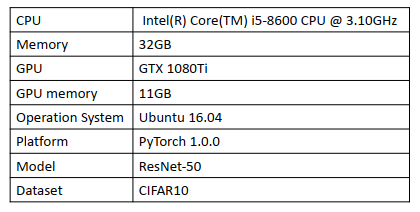 CPU Intel(R) Core(TM) i5-8600 CPU @ 3.10GHz
Memory 32GB
GPU GTX 1080Ti
GPU memory 11GB
Operation System Ubuntu 16.04
Platform PyTorch 1.0.0
Model ResNet-50
Dataset CIFAR10